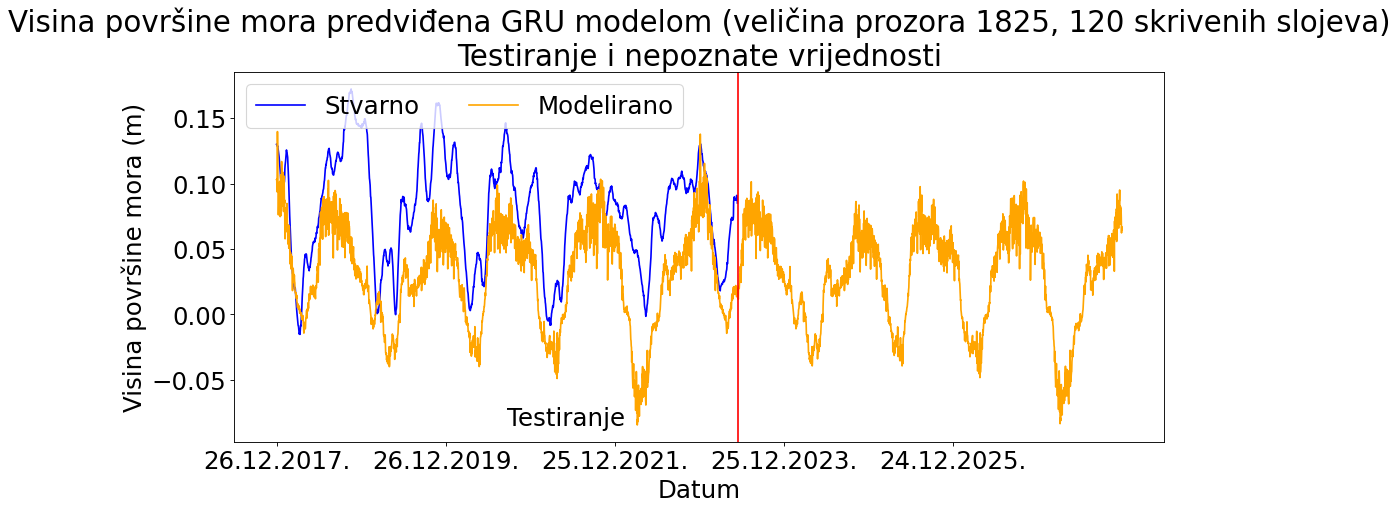 Visina površine mora predviđena GRU modelom (veličina prozora 1825, 120 skrivenih slojeva)
Testiranje i nepoznate vrijednosti
Stvarno
Modelirano
Visina površine mora (m)
0.15
0.10
0.05
0.00
−0.05
Testiranje
26.12.2017.
26.12.2019.
25.12.2021.
25.12.2023.
24.12.2025.
Datum